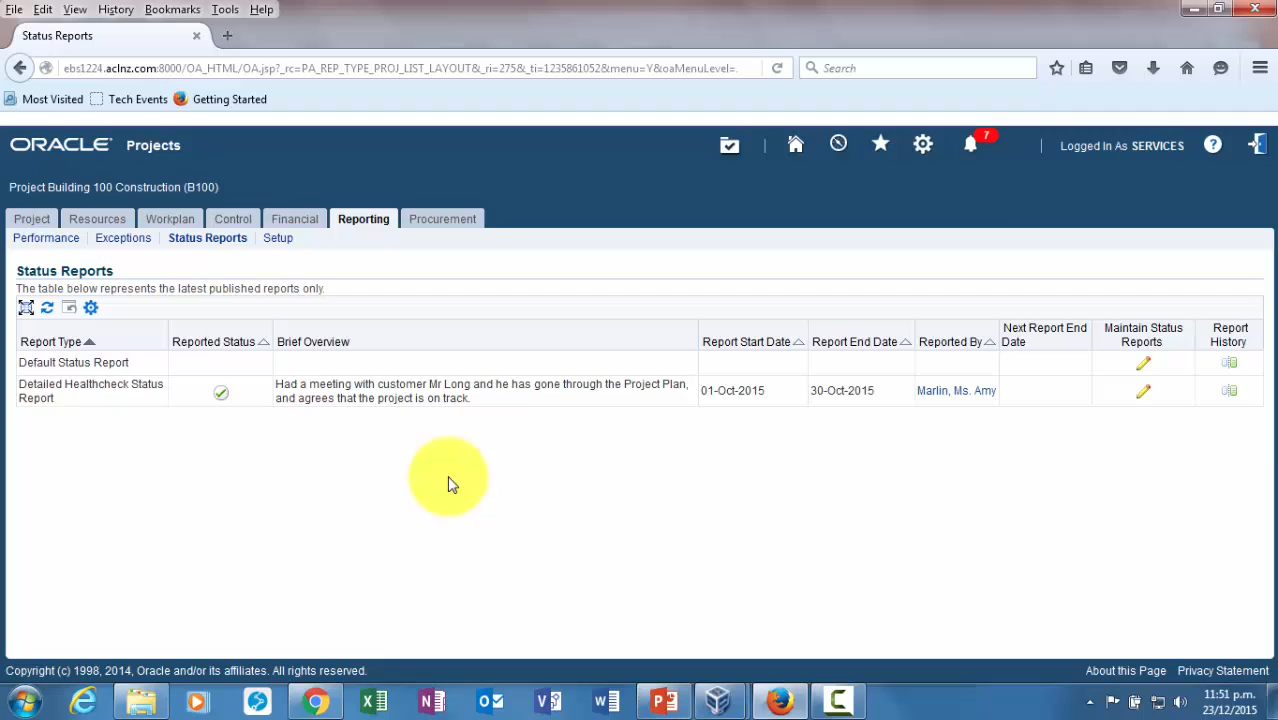 File Edit View History Bookmarks Tools Help
Status Reports
ebs1224.aclnz.com:8000/OA_HTML/OA.jsp?_rc=PA_REP_TYPE_PROJ_LIST_LAYOUT&_ri=275&_ti=1235861052&menu=Y&oaMenuLevel=. Search
Most Visited Tech Events Getting Started
ORACLE Projects 7 Logged In As SERVICES ?
Project Building 100 Construction (B100)
Project Resources Workplan Control Financial Reporting Procurement
Performance Exceptions Status Reports Setup
Status Reports
The table below represents the latest published reports only.
Report Type Reported Status Brief Overview Report Start Date Report End Date Reported By Next Report End Date Maintain Status Reports Report History
Default Status Report
Detailed Healthcheck Status Had a meeting with customer Mr Long and he has gone through the Project Plan, 01-Oct-2015 30-Oct-2015 Marlin, Ms. Amy
Report and agrees that the project is on track.
Copyright (c) 1998, 2014, Oracle and/or its affiliates. All rights reserved. About this Page Privacy Statement
11:51 p.m.
23/12/2015